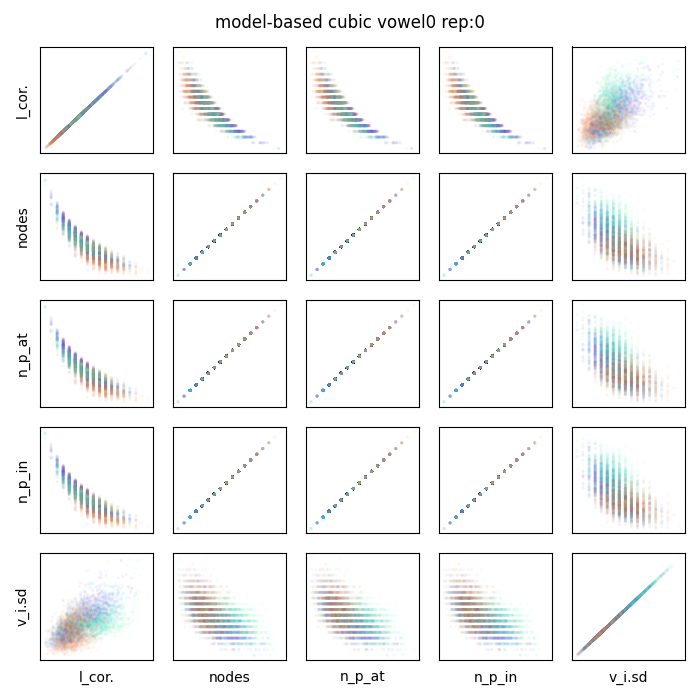 model-based cubic vowel0 rep:0
l_cor.
nodes
n_p_at
n_p_in
v_i.sd
l_cor.
nodes
n_p_at
n_p_in
v_i.sd